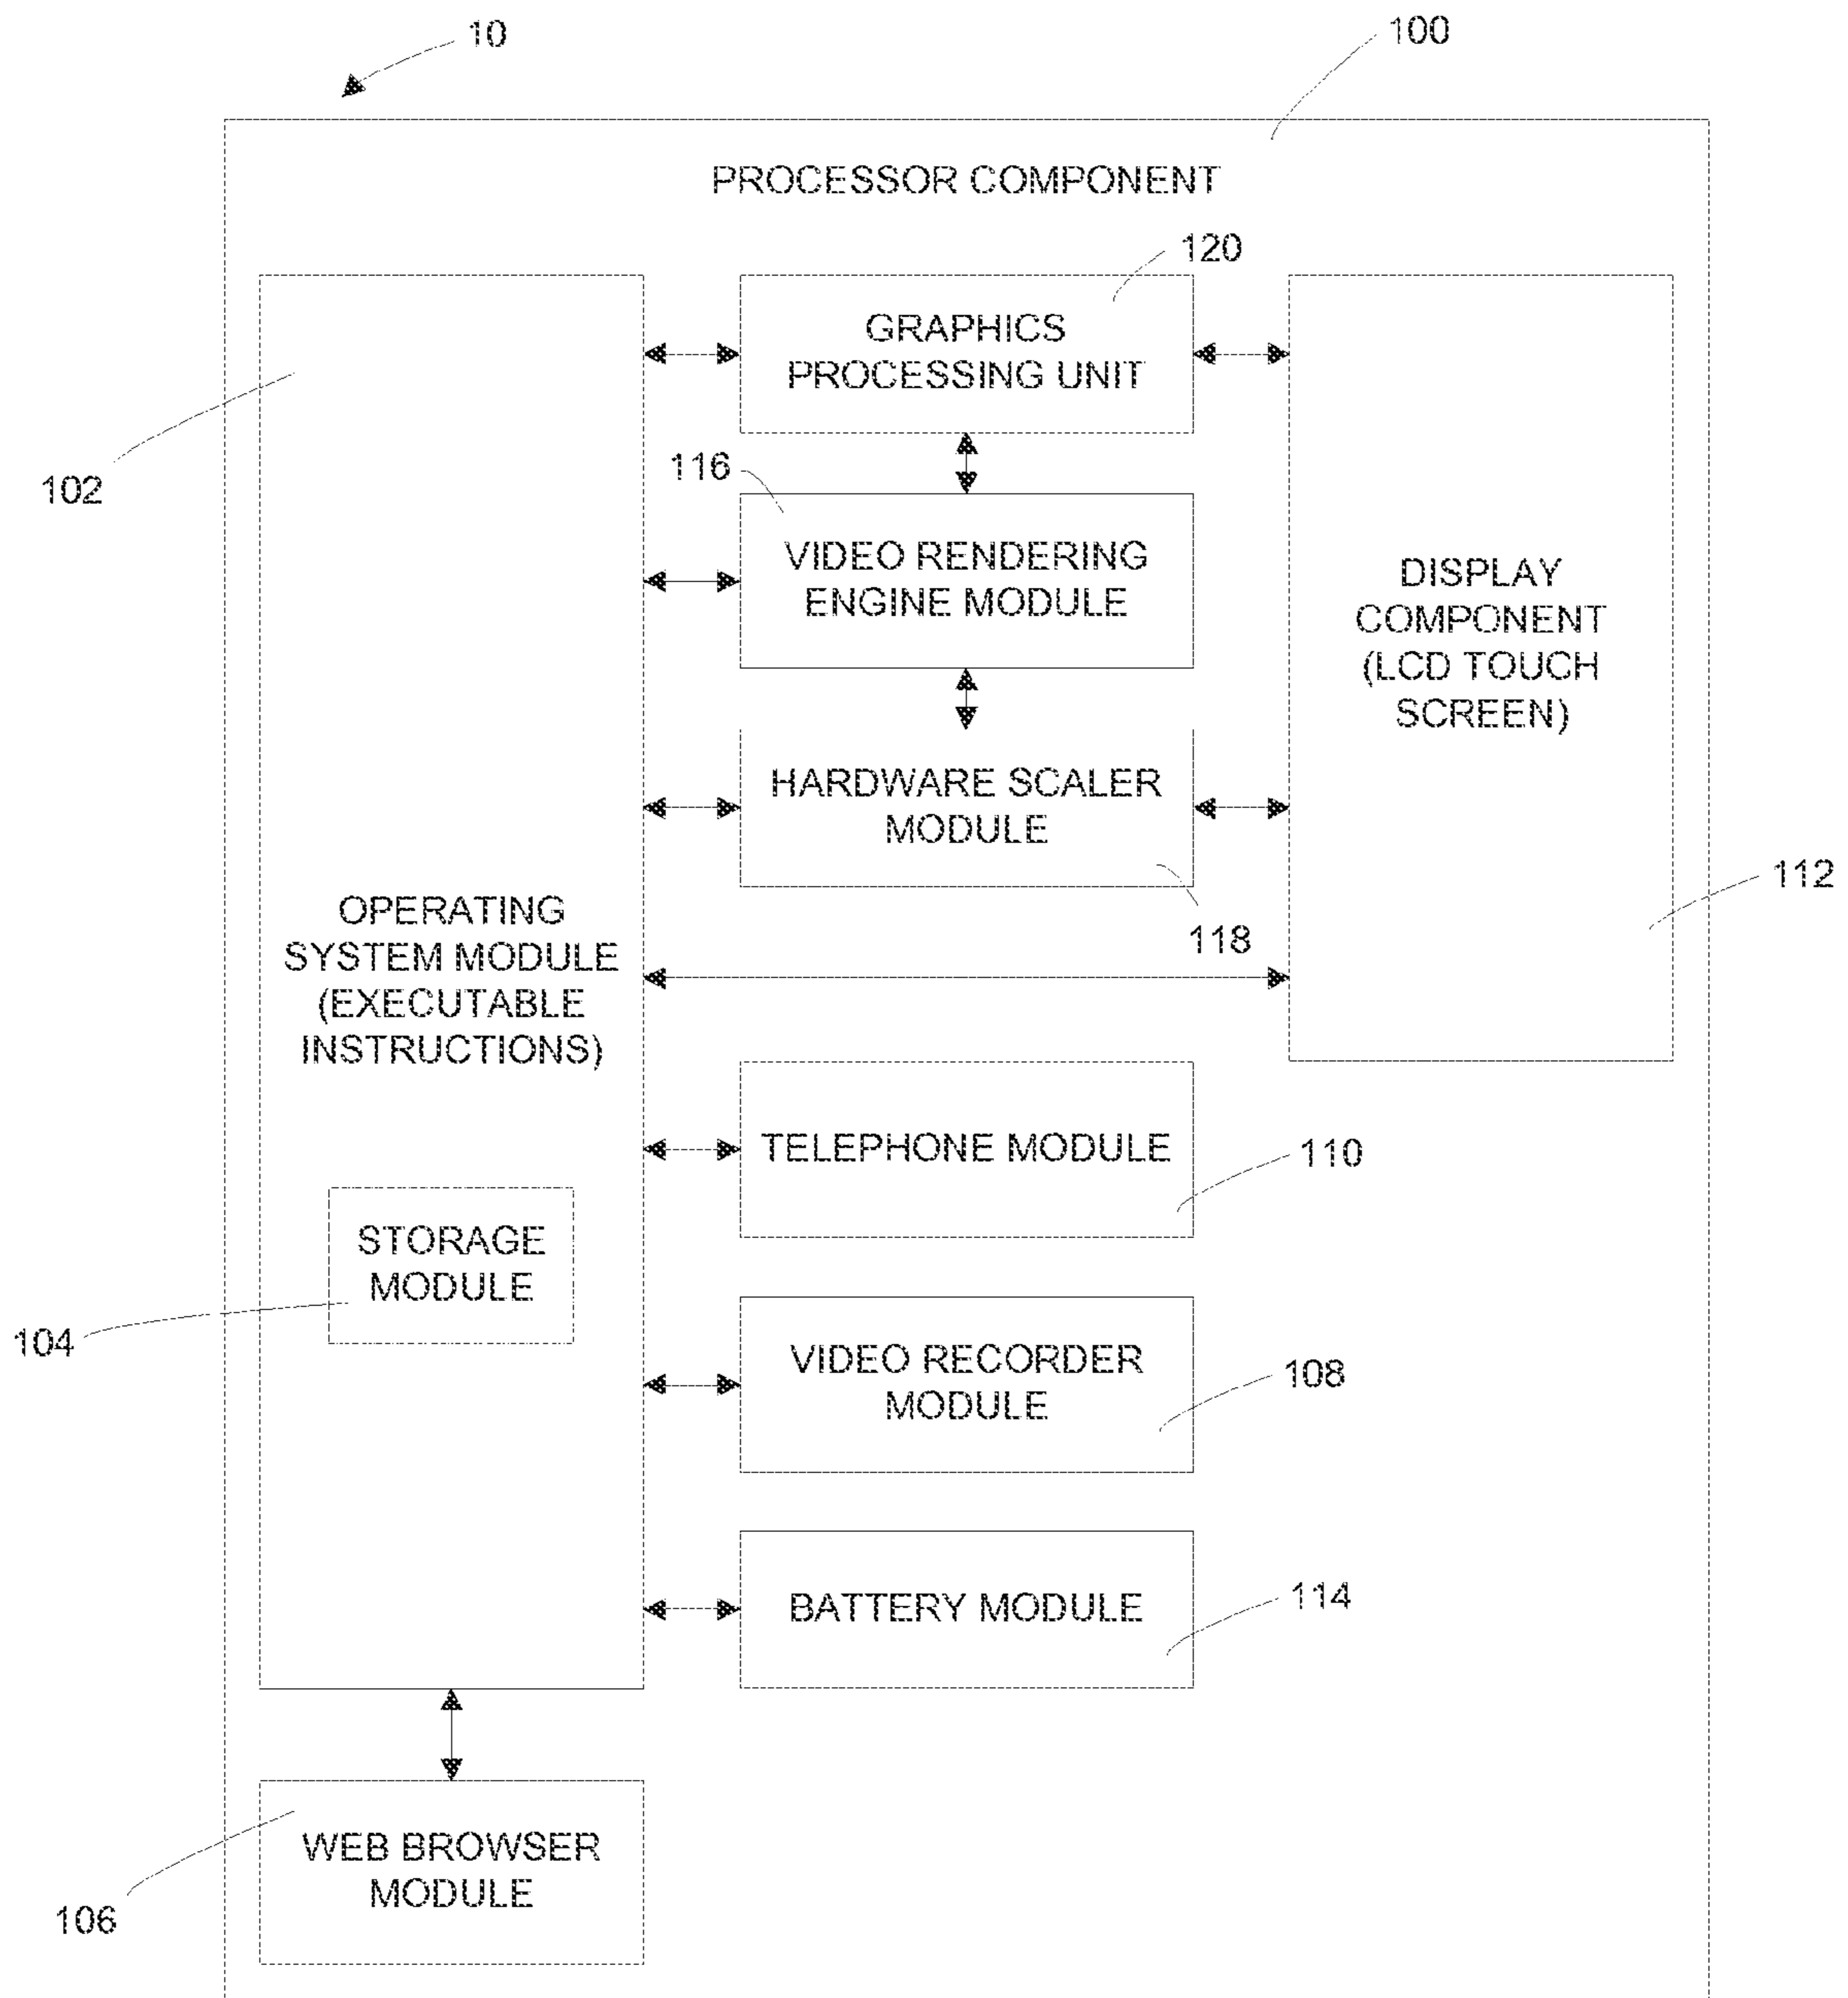 10
100
PROCESSOR COMPONENT
120
GRAPHICS
PROCESSING UNIT
102
116
VIDEO RENDERING
ENGINE MODULE
DISPLAY
COMPONENT
(LCD TOUCH
SCREEN)
HARDWARE SCALER
MODULE
112
118
OPERATING
SYSTEM MODULE
(EXECUTABLE
INSTRUCTIONS)
TELEPHONE MODULE
110
STORAGE
MODULE
104
VIDEO RECORDER
MODULE
108
BATTERY MODULE
114
WEB BROWSER
MODULE
106